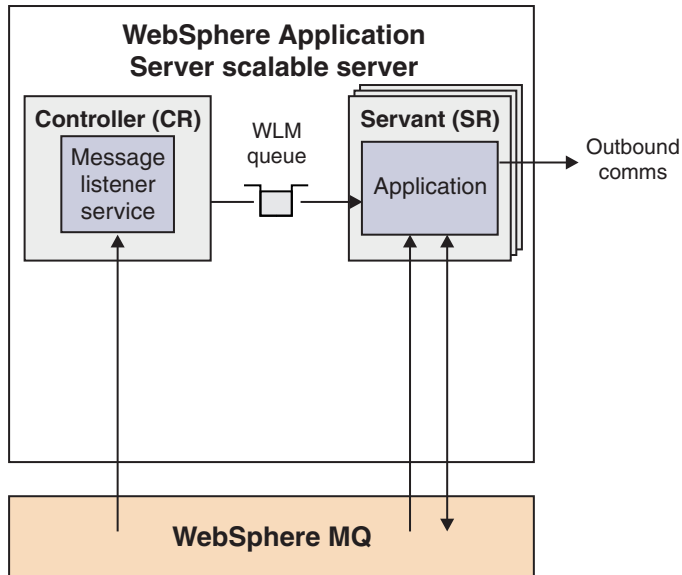 WebSphere Application
Server scalable server
Controller (CR)
Message
listener
service
WLM
queue
Servant (SR)
Application
Outbound
comms
WebSphere MQ